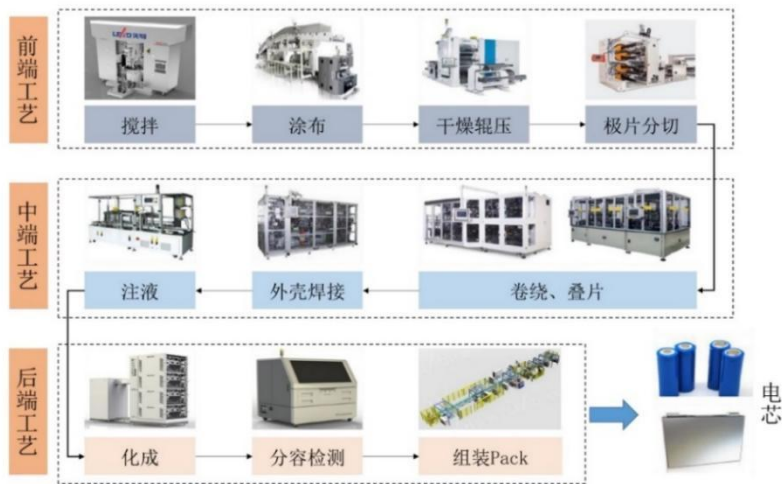 前端工艺
搅拌
涂布
干燥辊压
极片分切
中端工艺
注液
外壳焊接
卷绕、叠片
后端工艺
化成
分容检测
组装Pack
电芯